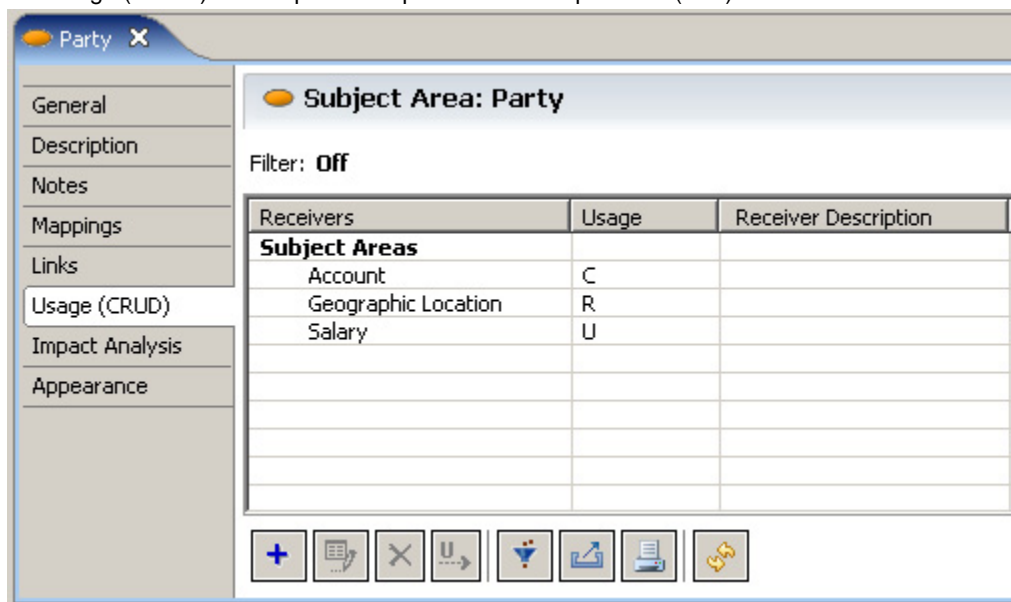 Party
General
Description
Notes
Mappings
Links
Usage (CRUD)
Impact Analysis
Appearance
Subject Area: Party
Filter: Off
Receivers Usage Receiver Description
Subject Areas
Account C
Geographic Location R
Salary U
U